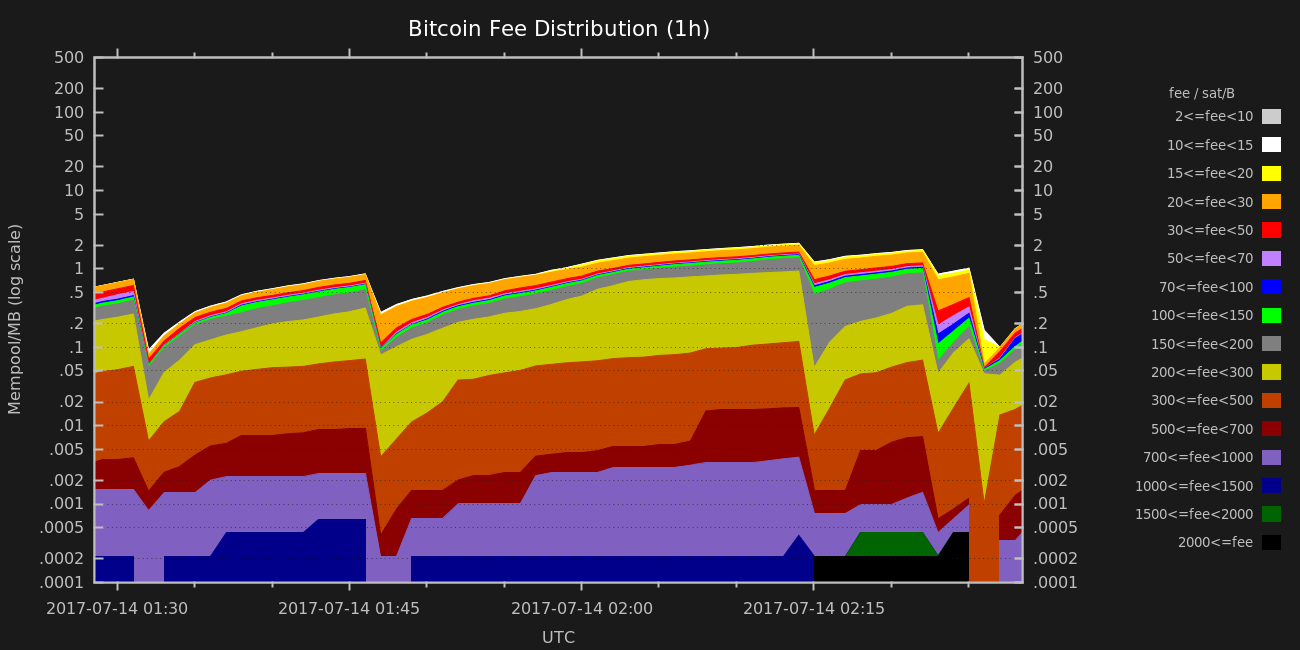 Bitcoin Fee Distribution (1h)
500
200
100
50
20
10
5
2
1
.5
.2
.1
.05
.02
.01
.005
.002
.001
.0005
.0002
.0001
Mempool/MB (log scale)
500
200
100
50
20
10
5
2
1
.5
.2
.1
.05
.02
.01
.005
.002
.001
.0005
.0002
.0001
2017-07-14 01:30
2017-07-14 01:45
2017-07-14 02:00
2017-07-14 02:15
UTC
fee / sat/B
2<=fee<10
10<=fee<15
15<=fee<20
20<=fee<30
30<=fee<50
50<=fee<70
70<=fee<100
100<=fee<150
150<=fee<200
200<=fee<300
300<=fee<500
500<=fee<700
700<=fee<1000
1000<=fee<1500
1500<=fee<2000
2000<=fee